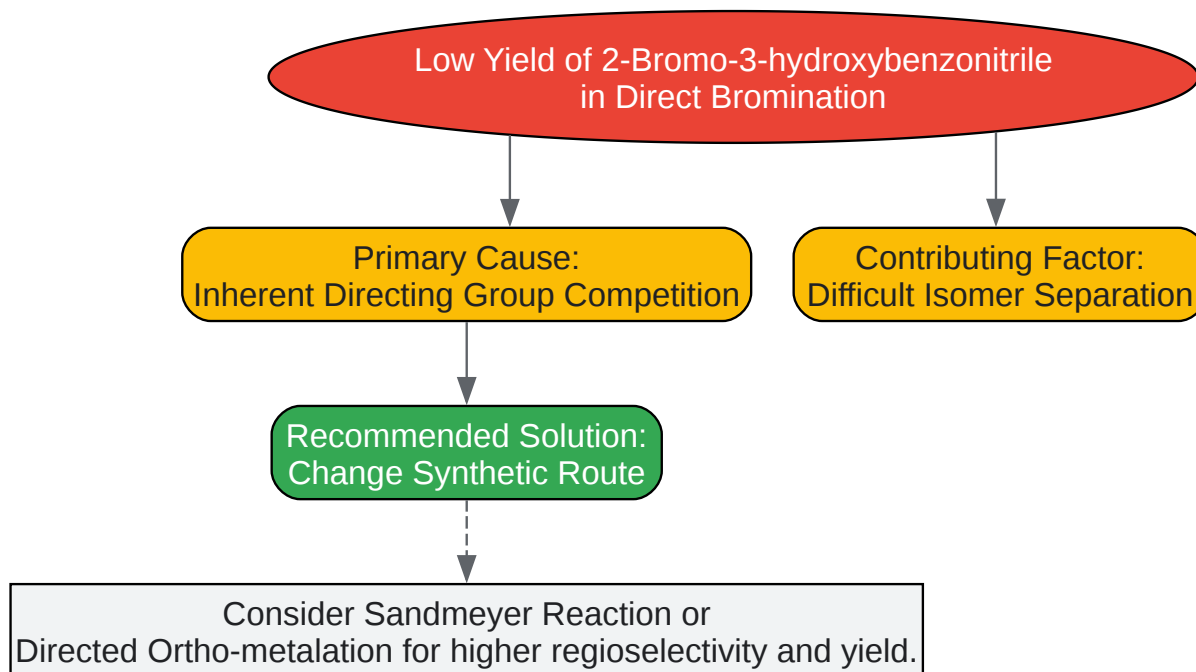 Low Yield of 2-Bromo-3-hydroxybenzonitrile
in Direct Bromination
Primary Cause:
Inherent Directing Group Competition
Contributing Factor:
Difficult Isomer Separation
Recommended Solution:
Change Synthetic Route
Consider Sandmeyer Reaction or
Directed Ortho-metalation for higher regioselectivity and yield.